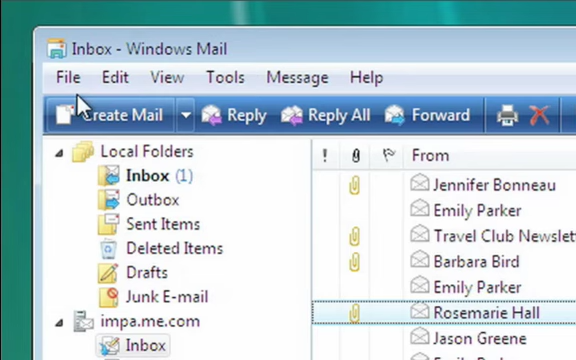 Inbox - Windows Mail
File Edit View Tools Message Help
Create Mail Reply Reply All Forward
Local Folders
Inbox (1)
Outbox
Sent Items
Deleted Items
Drafts
Junk E-mail
impa.me.com
Inbox
! From
Jennifer Bonneau
Emily Parker
Travel Club Newslet
Barbara Bird
Emily Parker
Rosemarie Hall
Jason Greene